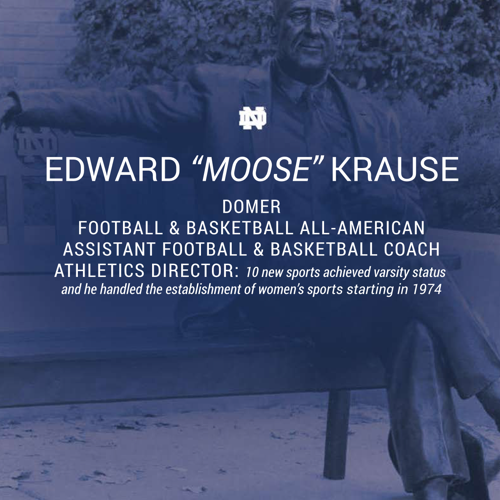 ND
EDWARD “MOOSE” KRAUSE
DOMER
FOOTBALL & BASKETBALL ALL-AMERICAN
ASSISTANT FOOTBALL & BASKETBALL COACH
ATHLETICS DIRECTOR: 10 new sports achieved varsity status
and he handled the establishment of women’s sports starting in 1974